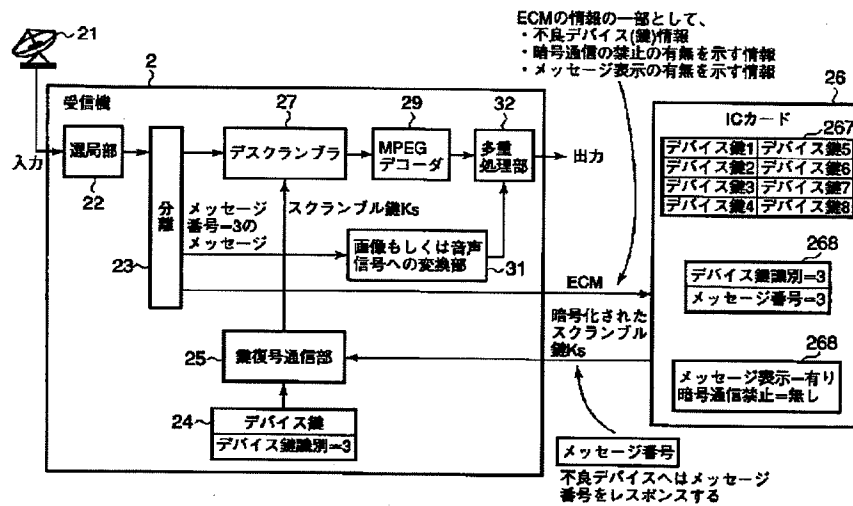 ECMの情報の一部として、
・不良デバイス(鍵)情報
・暗号通信の禁止の有無を示す情報
・メッセージ表示の有無を示す情報
21
2
受信機
入力
選局部
22
分離
23
27
デスクランブラ
29
MPEG
デコーダ
32
多重
処理部
出力
メッセージ
番号=3の
メッセージ
スクランブル鍵Ks
画像もしくは音声
信号への変換部
31
ECM
暗号化された
スクランブル
鍵Ks
25
鍵復号通信部
24
デバイス鍵
デバイス鍵識別=3
メッセージ番号
不良デバイスへはメッセージ
番号をレスポンスする
26
ICカード
267
デバイス鍵1 デバイス鍵5
デバイス鍵2 デバイス鍵6
デバイス鍵3 デバイス鍵7
デバイス鍵4 デバイス鍵8
268
デバイス鍵識別=3
メッセージ番号=3
268
メッセージ表示=有り
暗号通信禁止=無し